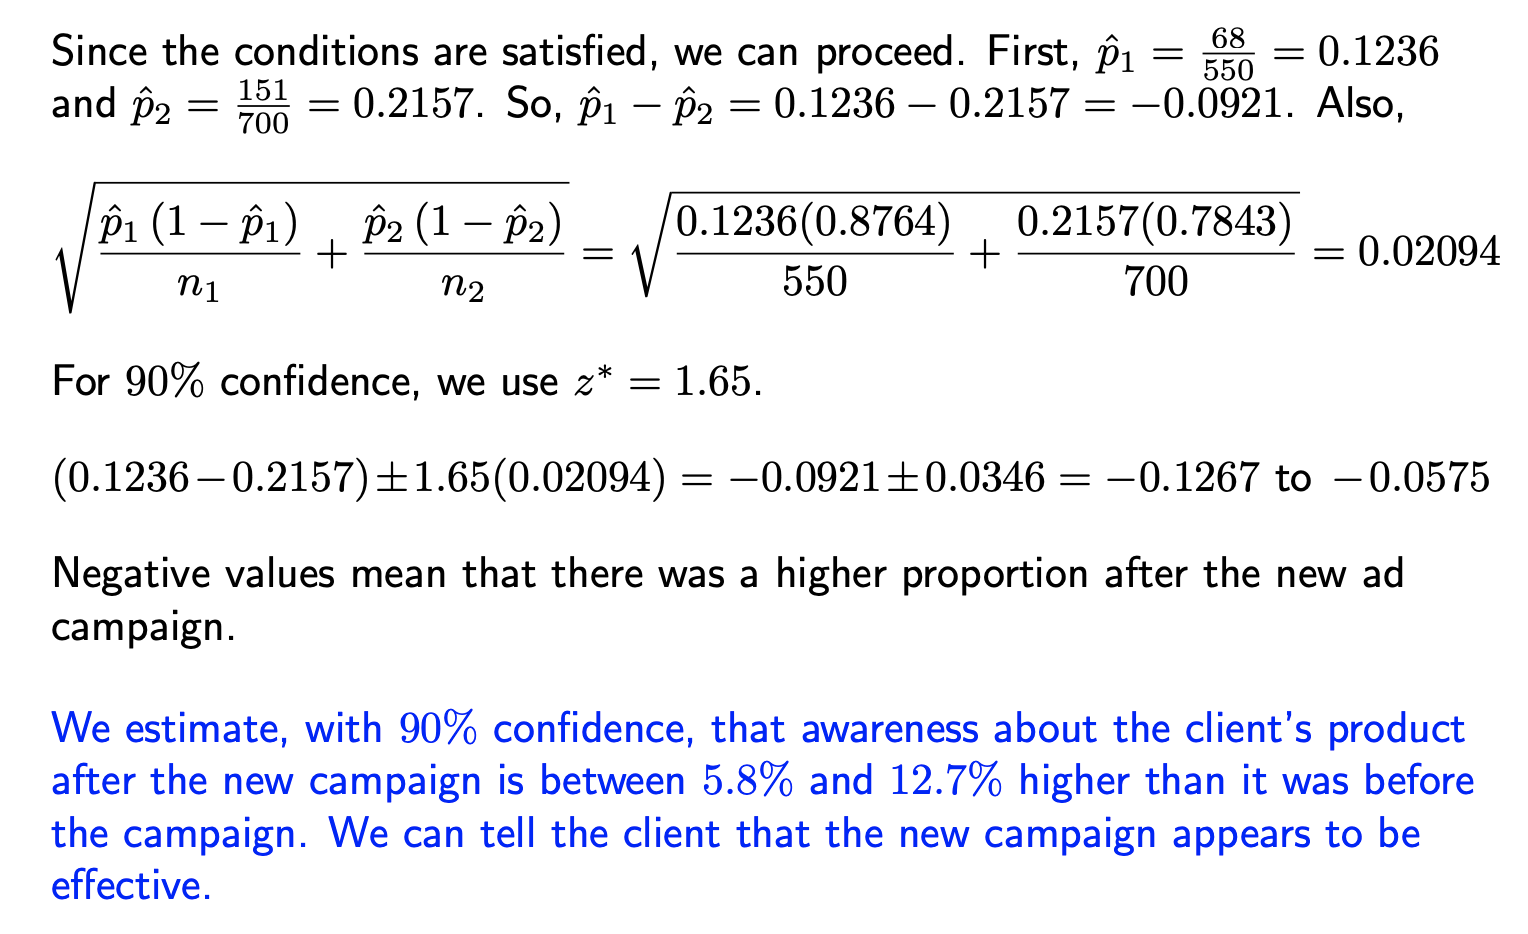 Since the conditions are satisfied, we can proceed. First, $\hat{p}_1 = \frac{68}{550} = 0.1236$
and $\hat{p}_2 = \frac{151}{700} = 0.2157$. So, $\hat{p}_1 - \hat{p}_2 = 0.1236 - 0.2157 = -0.0921$. Also,
$\sqrt{\frac{\hat{p}_1 (1 - \hat{p}_1)}{n_1} + \frac{\hat{p}_2 (1 - \hat{p}_2)}{n_2}} = \sqrt{\frac{0.1236(0.8764)}{550} + \frac{0.2157(0.7843)}{700}} = 0.02094$
For $90\%$ confidence, we use $z^* = 1.65$.
$(0.1236 - 0.2157) \pm 1.65(0.02094) = -0.0921 \pm 0.0346 = -0.1267$ to $-0.0575$
Negative values mean that there was a higher proportion after the new ad
campaign.
We estimate, with $90\%$ confidence, that awareness about the client's product
after the new campaign is between $5.8\%$ and $12.7\%$ higher than it was before
the campaign. We can tell the client that the new campaign appears to be
effective.